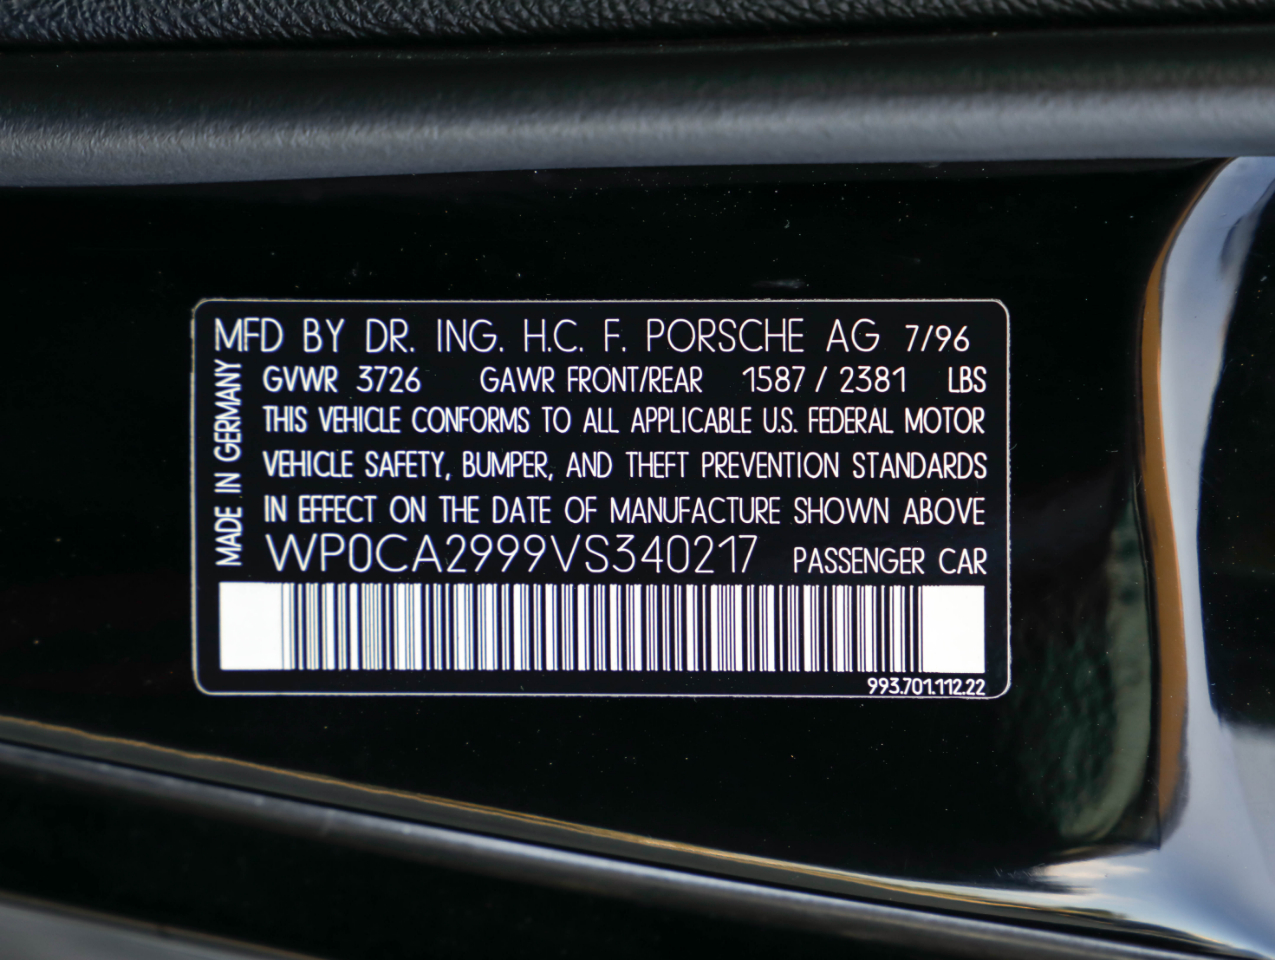 MFD BY DR. ING. H.C. F. PORSCHE AG 7/96
GVWR 3726 GAWR FRONT/REAR 1587 / 2381 LBS
THIS VEHICLE CONFORMS TO ALL APPLICABLE U.S. FEDERAL MOTOR
VEHICLE SAFETY, BUMPER, AND THEFT PREVENTION STANDARDS
IN EFFECT ON THE DATE OF MANUFACTURE SHOWN ABOVE
WP0CA2999VS340217 PASSENGER CAR
MADE IN GERMANY
993.701.112.22